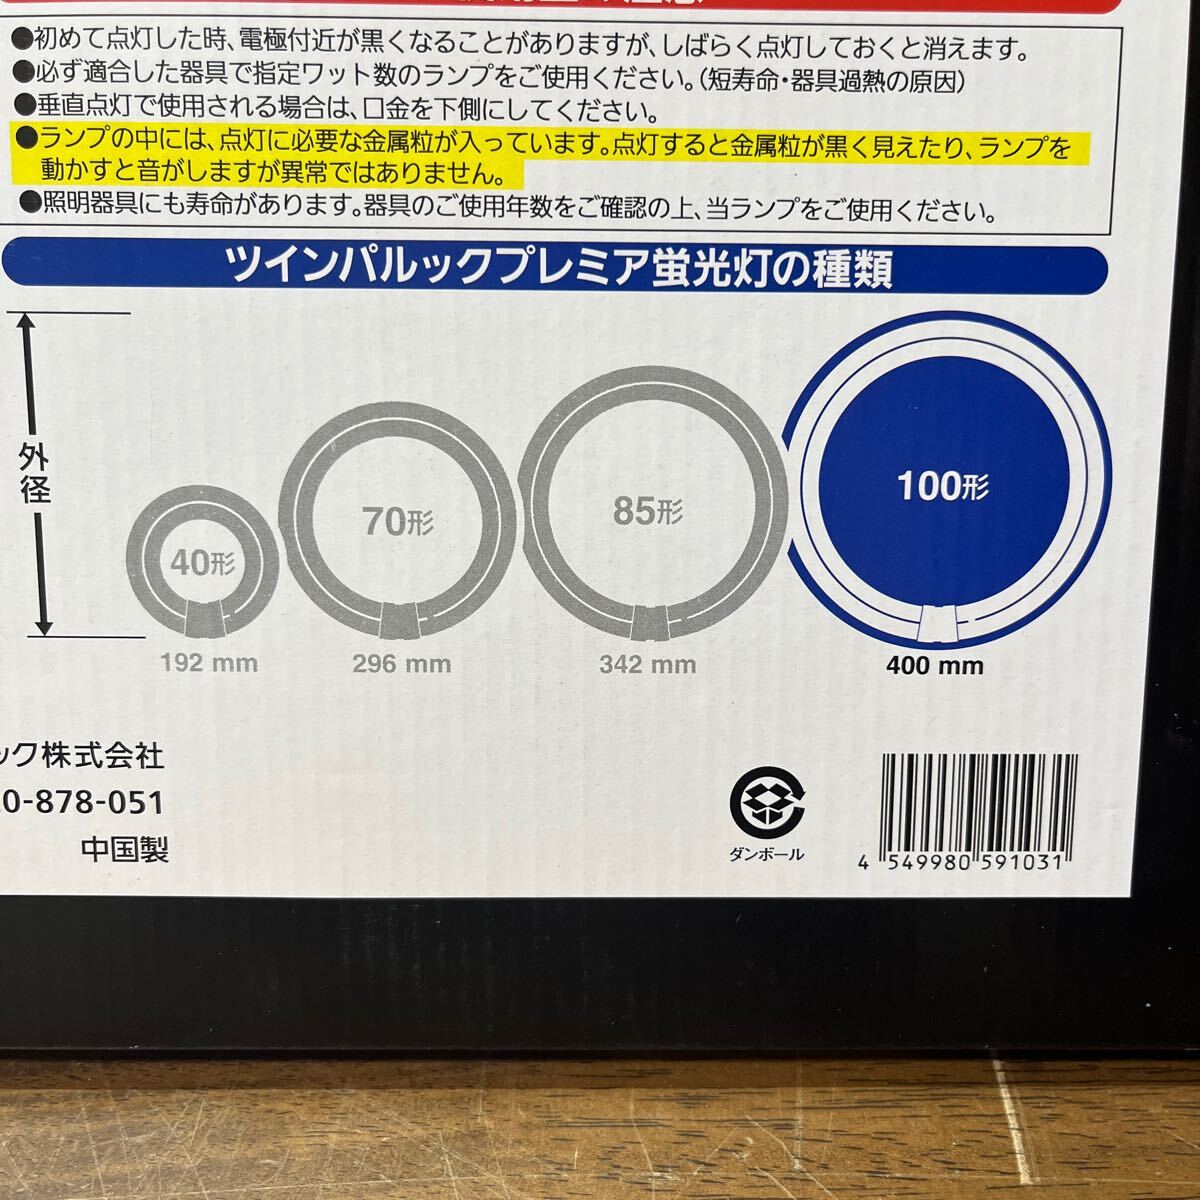 ●初めて点灯した時、電極付近が黒くなることがありますが、しばらく点灯しておくと消えます。
●必ず適合した器具で指定ワット数のランプをご使用ください。(短寿命・器具過熱の原因)
●垂直点灯で使用される場合は、口金を下側にしてください。
●ランプの中には、点灯に必要な金属粒が入っています。点灯すると金属粒が黒く見えたり、ランプを
動かすと音がしますが異常ではありません。
●照明器具にも寿命があります。器具のご使用年数をご確認の上、当ランプをご使用ください。
ツインパルックプレミア蛍光灯の種類
外径
40形
70形
85形
100形
192 mm
296 mm
342 mm
400 mm
ック株式会社
0-878-051
中国製
ダンボール
4 549980 591031